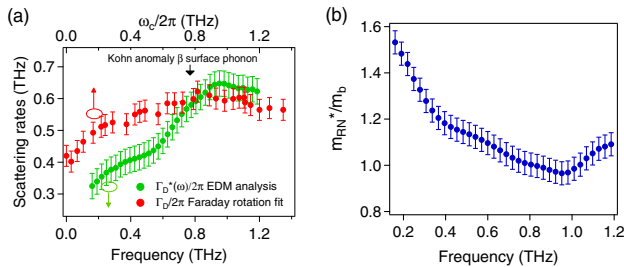 (a)
ω_c/2π (THz)
0.0 0.4 0.8 1.2
Kohn anomaly β surface phonon
Scattering rates (THz)
0.7
0.6
0.5
0.4
0.3
Γ_D*(ω)/2π EDM analysis
Γ_D/2π Faraday rotation fit
0.0 0.4 0.8 1.2
Frequency (THz)
(b)
m_RN*/m_b
1.6
1.4
1.2
1.0
0.8
0.2 0.4 0.6 0.8 1.0 1.2
Frequency (THz)